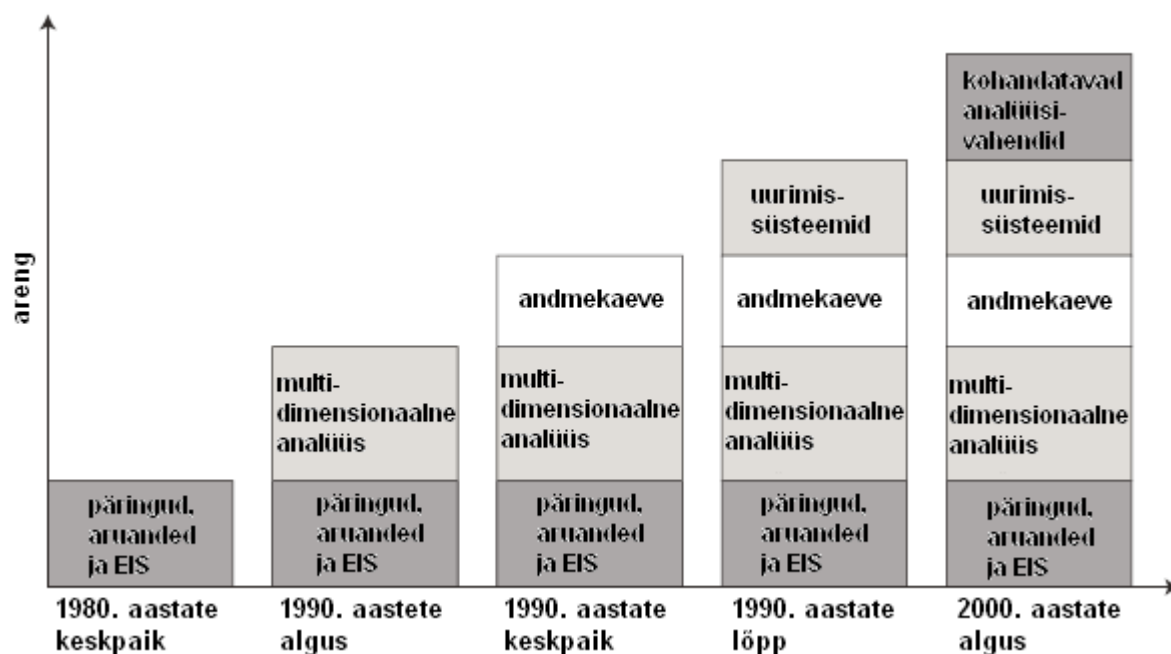 areng
päringud,
aruanded
ja EIS
1980. aastate
keskpaik
multi-
dimensionaalne
analüüs
päringud,
aruanded
ja EIS
1990. aastete
algus
andmekaeve
multi-
dimensionaalne
analüüs
päringud,
aruanded
ja EIS
1990. aastate
keskpaik
uurimis-
süsteemid
andmekaeve
multi-
dimensionaalne
analüüs
päringud,
aruanded
ja EIS
1990. aastate
lõpp
kohandatavad
analüüsi-
vahendid
uurimis-
süsteemid
andmekaeve
multi-
dimensionaalne
analüüs
päringud,
aruanded
ja EIS
2000. aastate
algus